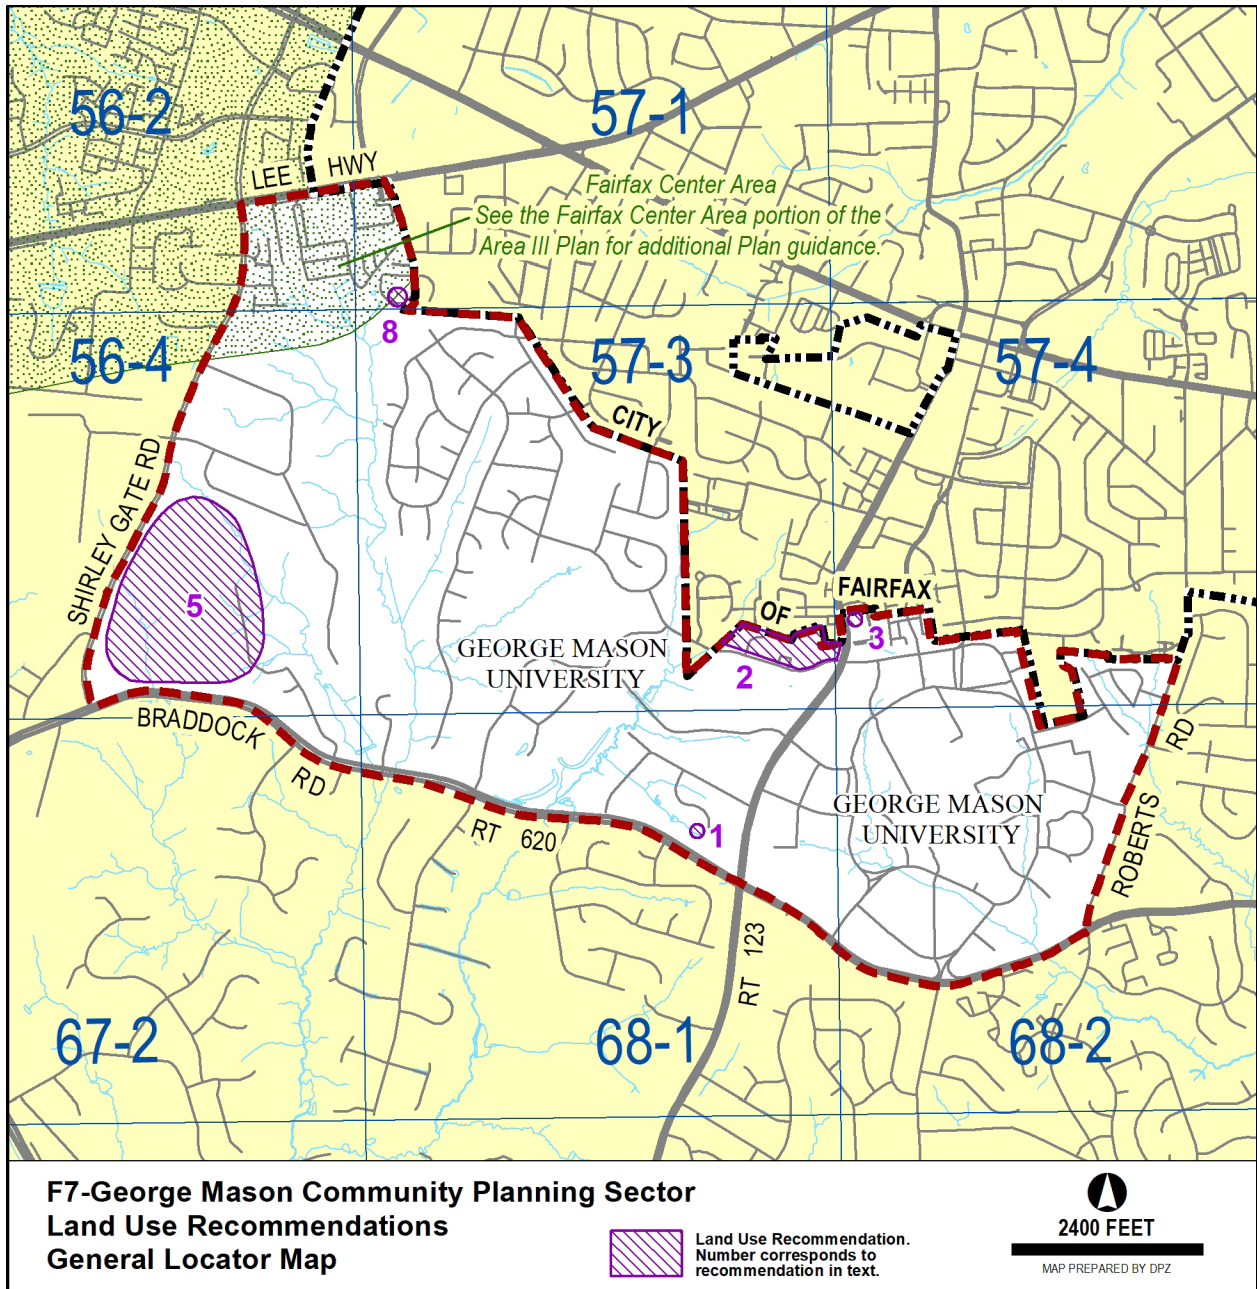 56-2
57-1
LEE HWY
Fairfax Center Area
See the Fairfax Center Area portion of the
Area III Plan for additional Plan guidance.
8
56-4
57-3
57-4
CITY
SHIRLEY GATE RD
5
OF
FAIRFAX
3
GEORGE MASON
UNIVERSITY
2
BRADDOCK
RD
RD
ROBERTS
GEORGE MASON
UNIVERSITY
RT 620
1
RT 123
67-2
68-1
68-2
F7-George Mason Community Planning Sector
Land Use Recommendations
General Locator Map
Land Use Recommendation.
Number corresponds to
recommendation in text.
2400 FEET
MAP PREPARED BY DPZ